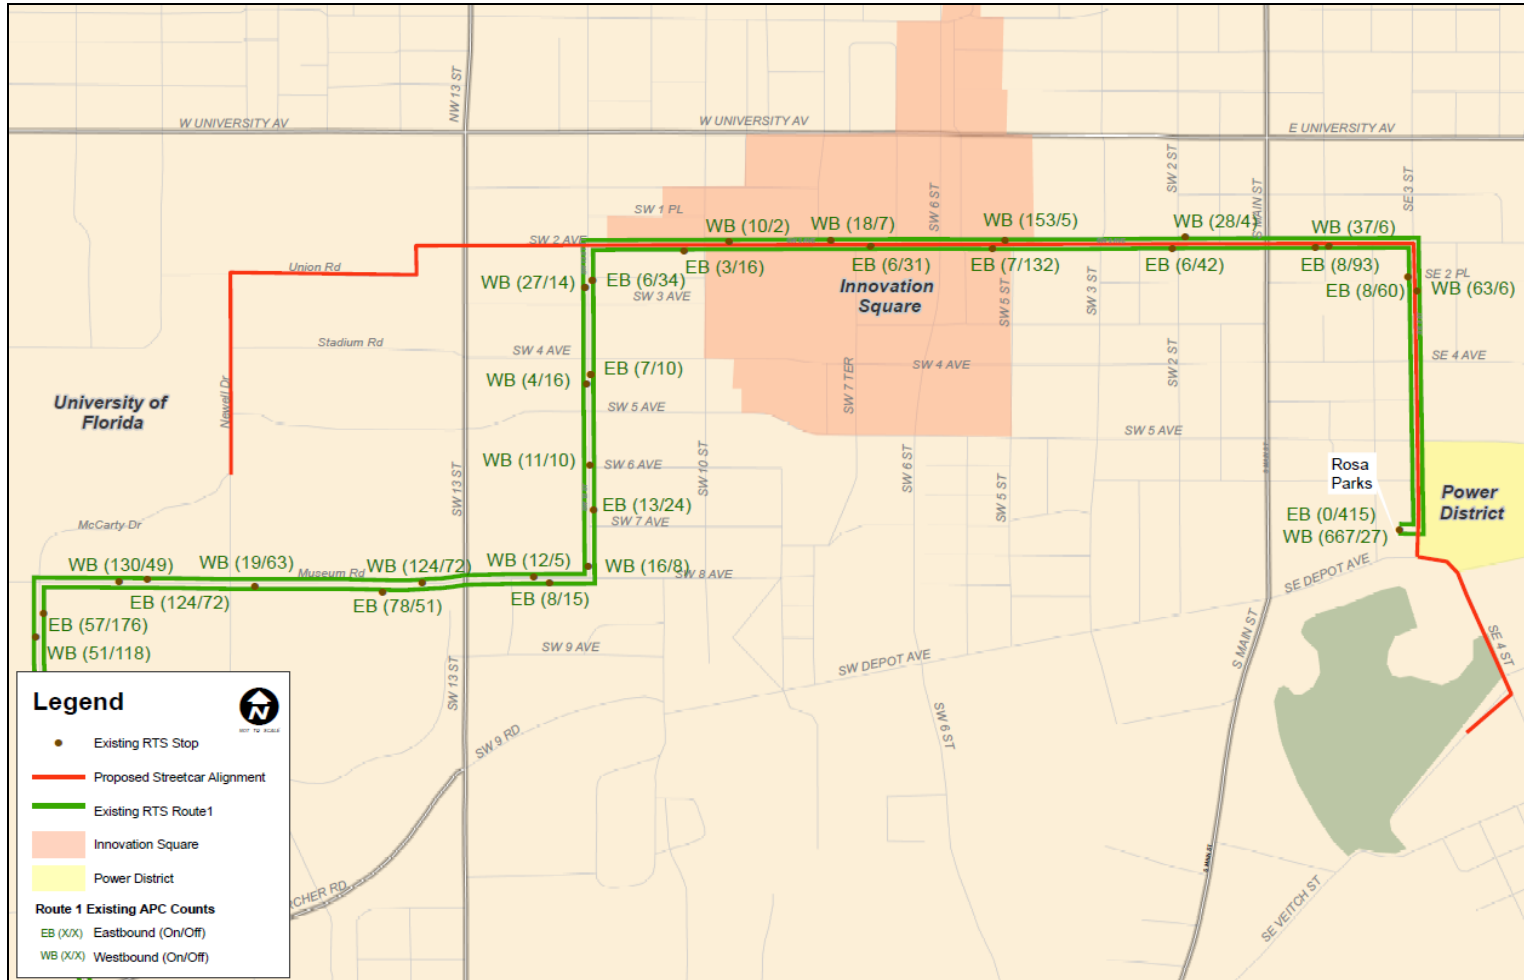 NW 13 ST
W UNIVERSITY AV
W UNIVERSITY AV
E UNIVERSITY AV
SW 2 ST
SE 3 ST
SW 6 ST
S MAIN ST
SW 1 PL
SW 2 AVE
WB (10/2)
WB (18/7)
WB (153/5)
WB (28/4)
WB (37/6)
EB (3/16)
EB (6/31)
EB (7/132)
EB (6/42)
EB (8/93)
Union Rd
WB (27/14)
EB (6/34)
SW 3 AVE
Innovation
Square
SW 5 ST
SW 3 ST
SE 2 PL
EB (8/60)
WB (63/6)
Stadium Rd
SW 4 AVE
SW 4 AVE
SW 2 ST
SE 4 AVE
EB (7/10)
WB (4/16)
Newell Dr
University of
Florida
SW 7 TER
SW 5 AVE
SW 5 AVE
WB (11/10)
SW 6 AVE
SW 10 ST
SW 6 ST
SW 5 ST
SW 13 ST
Rosa
Parks
Power
District
EB (13/24)
SW 7 AVE
McCarty Dr
EB (0/415)
WB (667/27)
WB (130/49)
WB (19/63)
Museum Rd
WB (124/72)
WB (12/5)
WB (16/8)
SW 8 AVE
EB (124/72)
EB (78/51)
EB (8/15)
SE DEPOT AVE
EB (57/176)
WB (51/118)
SW 9 AVE
SW DEPOT AVE
S MAIN ST
SE 4 ST
SW 13 ST
SW 9 RD
SW 6 ST
SE VEITCH ST
RCHER RD
Legend
N
NOT TO SCALE
Existing RTS Stop
Proposed Streetcar Alignment
Existing RTS Route1
Innovation Square
Power District
Route 1 Existing APC Counts
EB (X/X) Eastbound (On/Off)
WB (X/X) Westbound (On/Off)